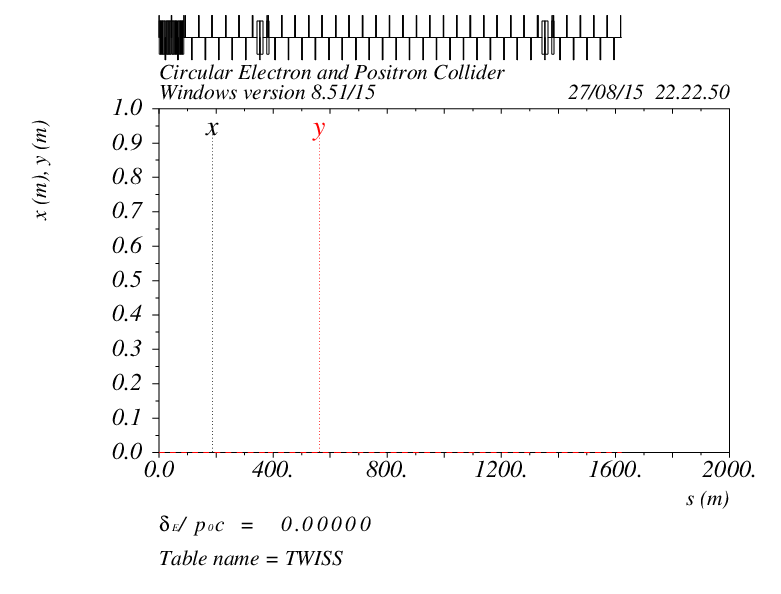 Circular Electron and Positron Collider
Windows version 8.51/15 27/08/15 22.22.50
x (m), y (m)
1.0
0.9
0.8
0.7
0.6
0.5
0.4
0.3
0.2
0.1
0.0
x y
0.0 400. 800. 1200. 1600. 2000.
s (m)
δE/ p0c = 0.00000
Table name = TWISS